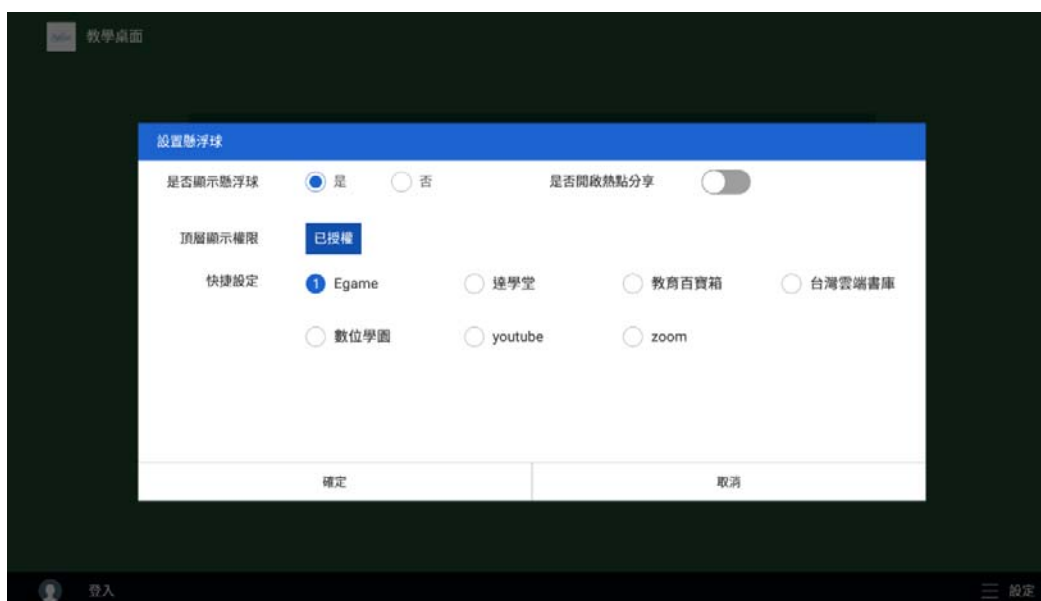 教學桌面
設置懸浮球
是否顯示懸浮球 是 否 是否開啟熱點分享
頂層顯示權限 已授權
快捷設定 1 Egame 達學堂 教育百寶箱 台灣雲端書庫
數位學園 youtube zoom
確定 取消
登入 設定